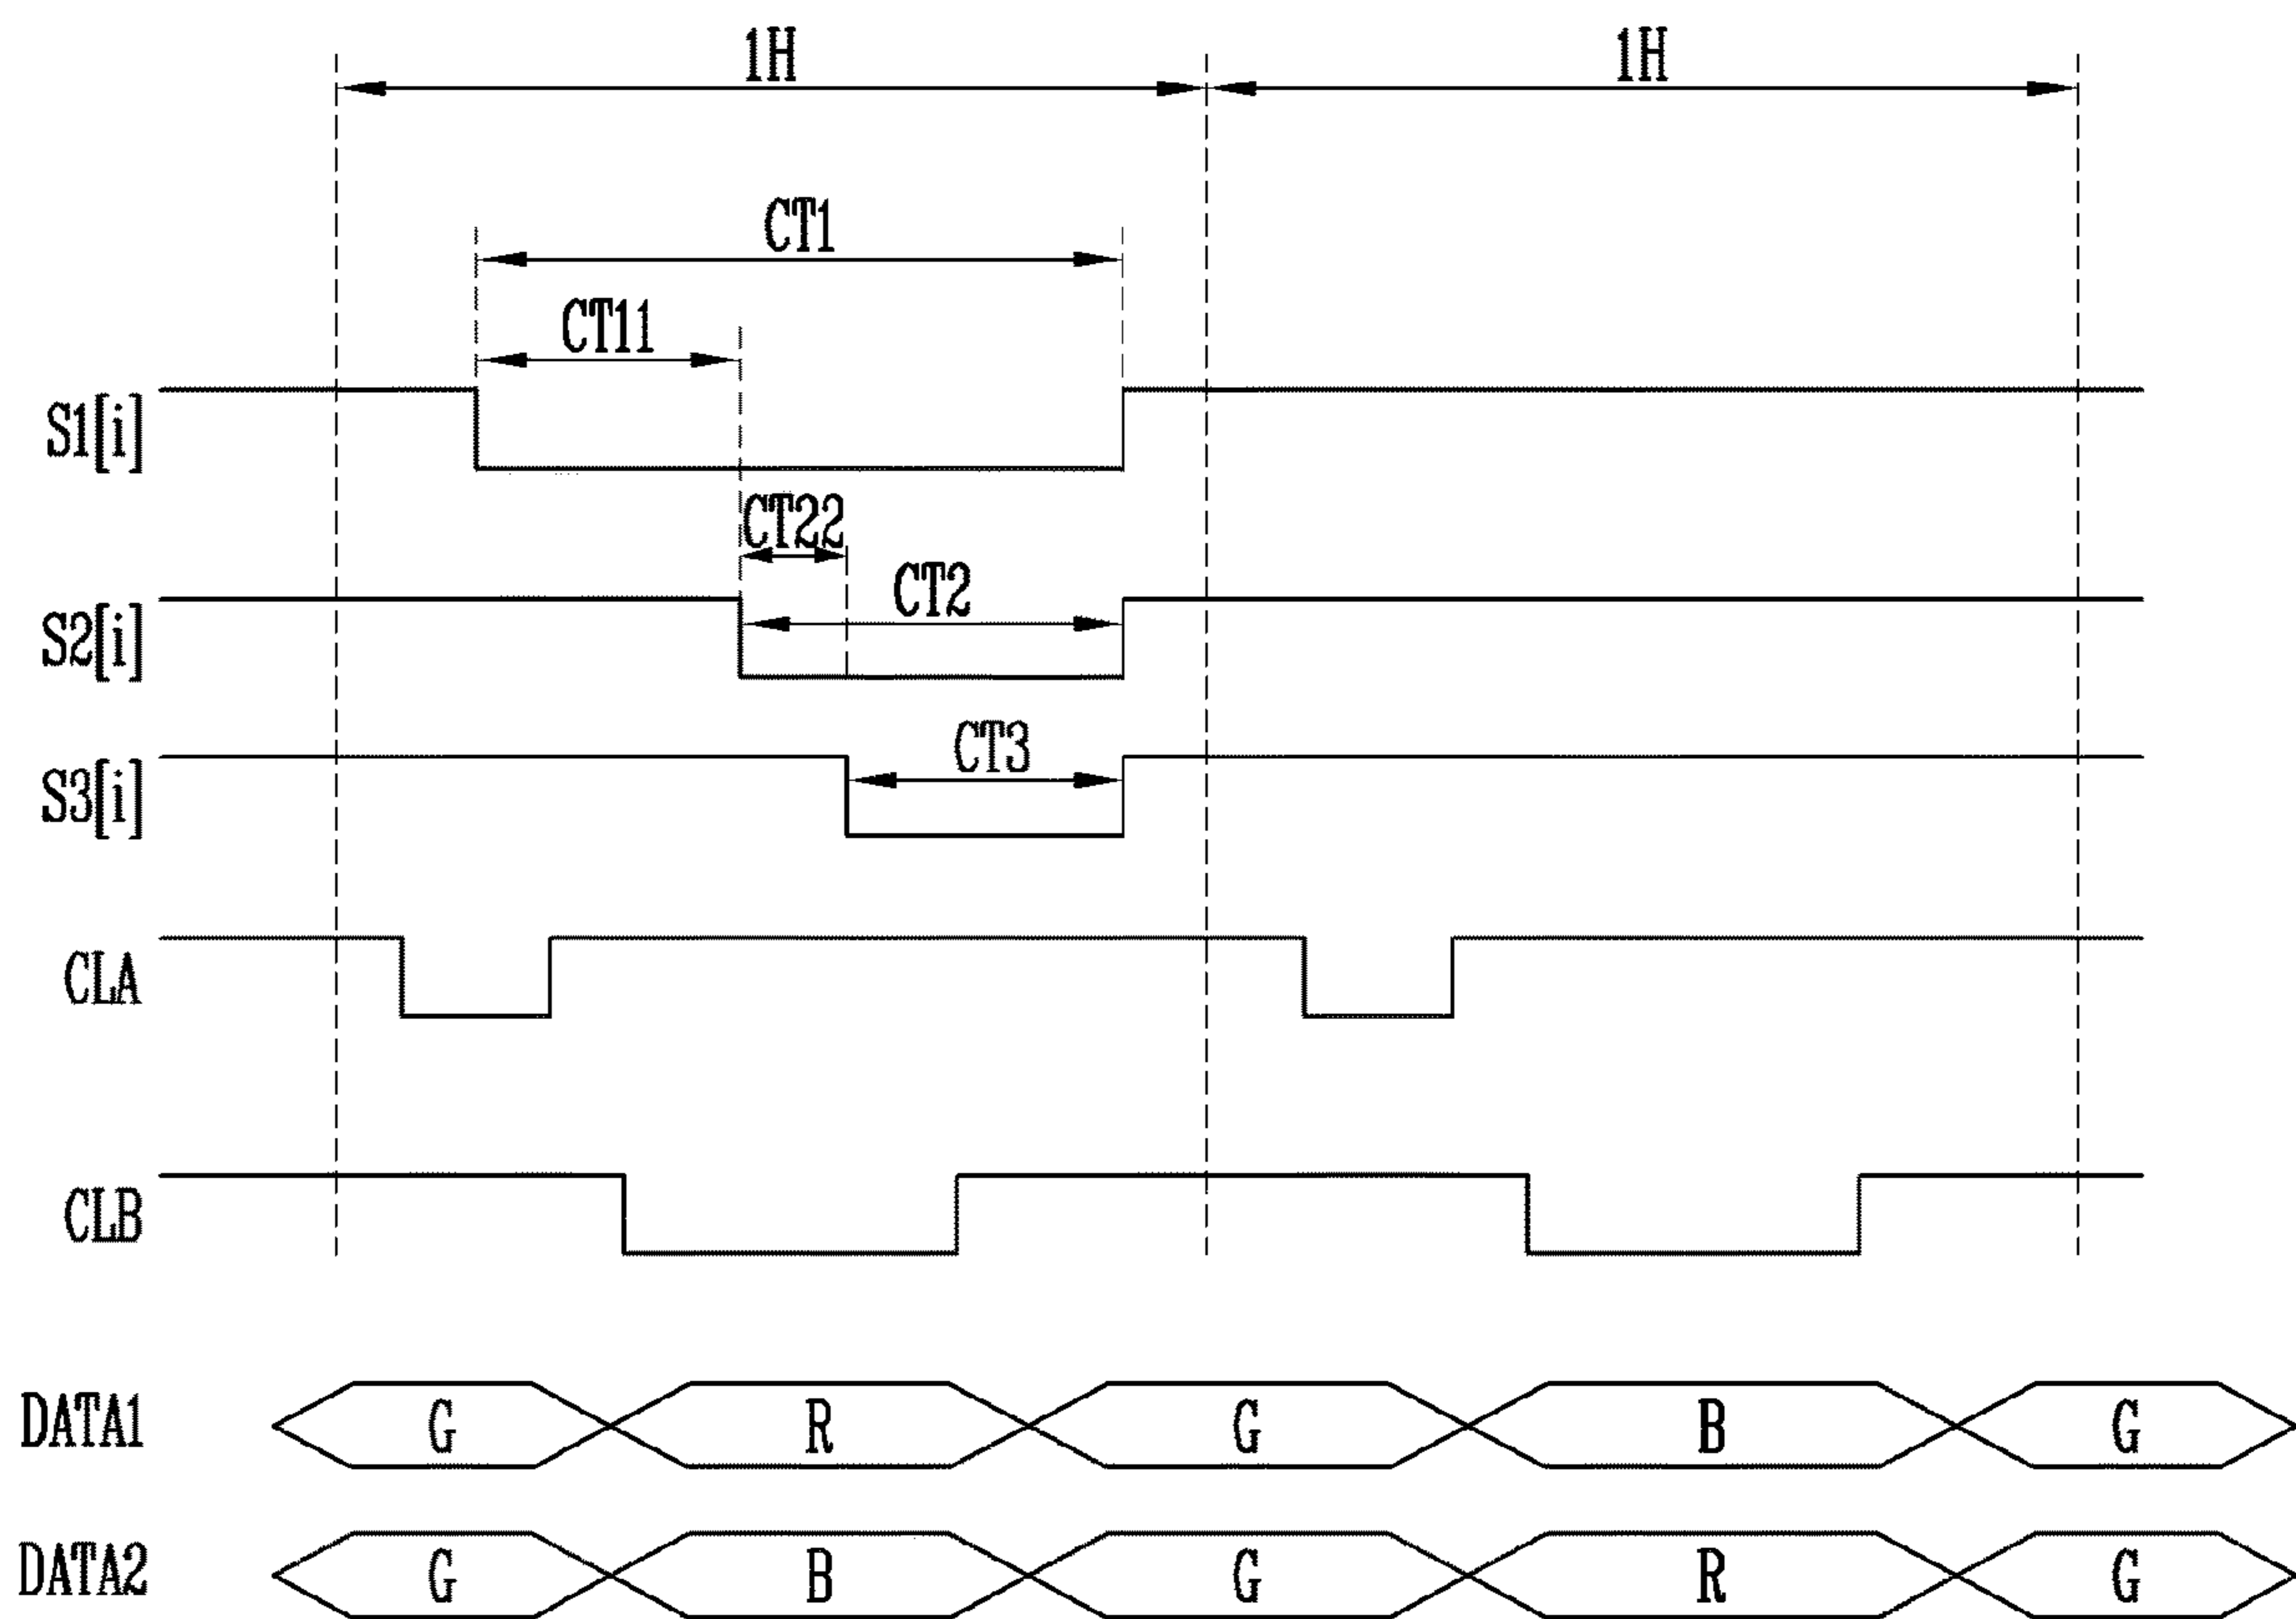 1H 1H
CT1
CT11
S1[i]
CT22
CT2
S2[i]
CT3
S3[i]
CLA
CLB
DATA1 G R G B G
DATA2 G B G R G